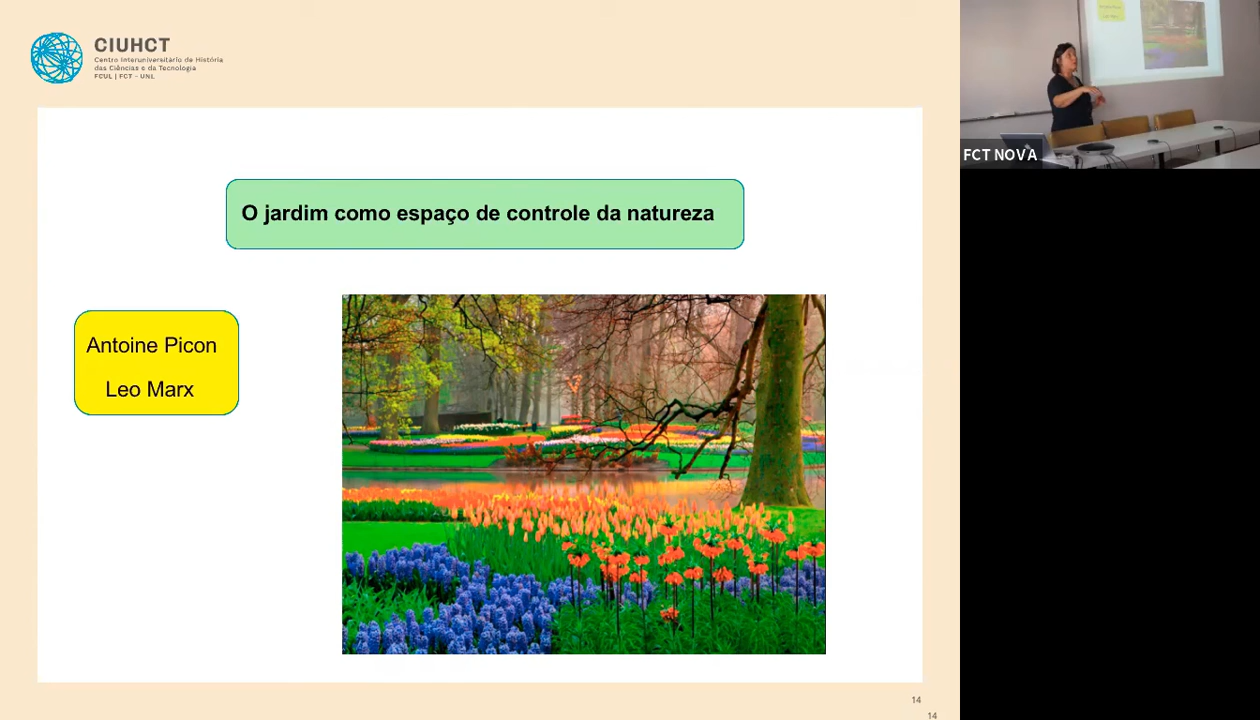 CIUHCT
Centro Interuniversitário de História
das Ciências e da Tecnologia
FCUL | FCT - UNL
O jardim como espaço de controle da natureza
Antoine Picon
Leo Marx
14
14
FCT NOVA